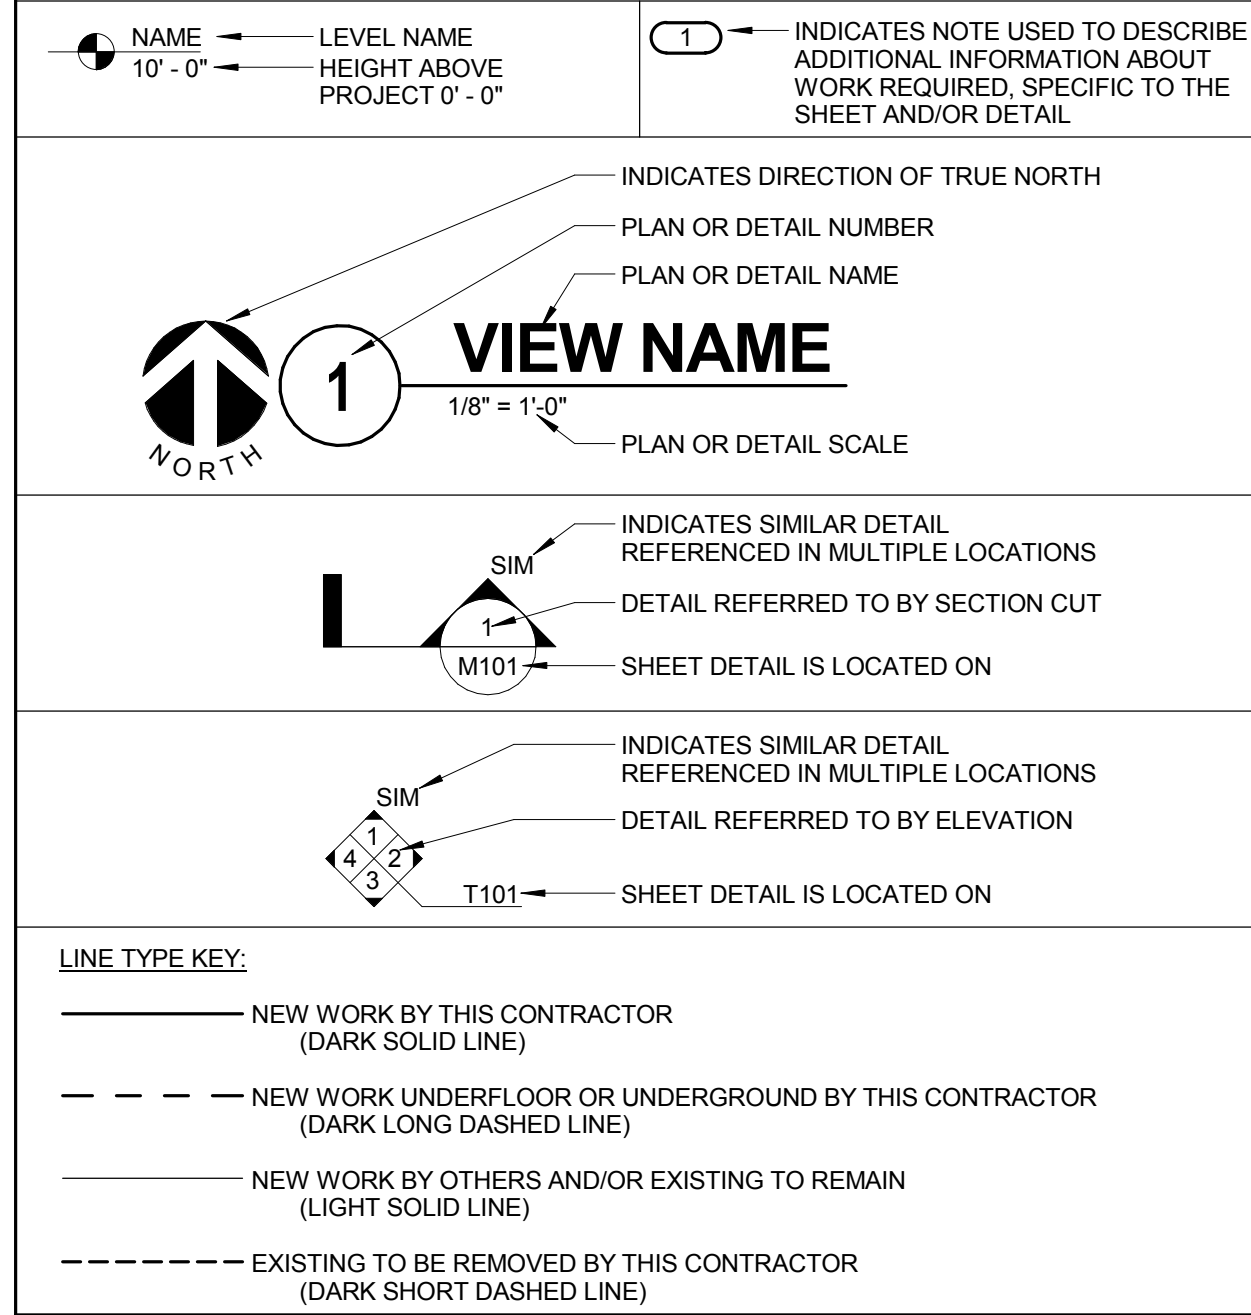 NAME
10' - 0"
LEVEL NAME
HEIGHT ABOVE
PROJECT 0' - 0"
1
INDICATES NOTE USED TO DESCRIBE
ADDITIONAL INFORMATION ABOUT
WORK REQUIRED, SPECIFIC TO THE
SHEET AND/OR DETAIL
INDICATES DIRECTION OF TRUE NORTH
PLAN OR DETAIL NUMBER
PLAN OR DETAIL NAME
NORTH
1
VIEW NAME
1/8" = 1'-0"
PLAN OR DETAIL SCALE
INDICATES SIMILAR DETAIL
REFERENCED IN MULTIPLE LOCATIONS
SIM
1
DETAIL REFERRED TO BY SECTION CUT
M101
SHEET DETAIL IS LOCATED ON
INDICATES SIMILAR DETAIL
REFERENCED IN MULTIPLE LOCATIONS
SIM
1
4 2
3
DETAIL REFERRED TO BY ELEVATION
T101
SHEET DETAIL IS LOCATED ON
LINE TYPE KEY:
NEW WORK BY THIS CONTRACTOR
(DARK SOLID LINE)
NEW WORK UNDERFLOOR OR UNDERGROUND BY THIS CONTRACTOR
(DARK LONG DASHED LINE)
NEW WORK BY OTHERS AND/OR EXISTING TO REMAIN
(LIGHT SOLID LINE)
EXISTING TO BE REMOVED BY THIS CONTRACTOR
(DARK SHORT DASHED LINE)